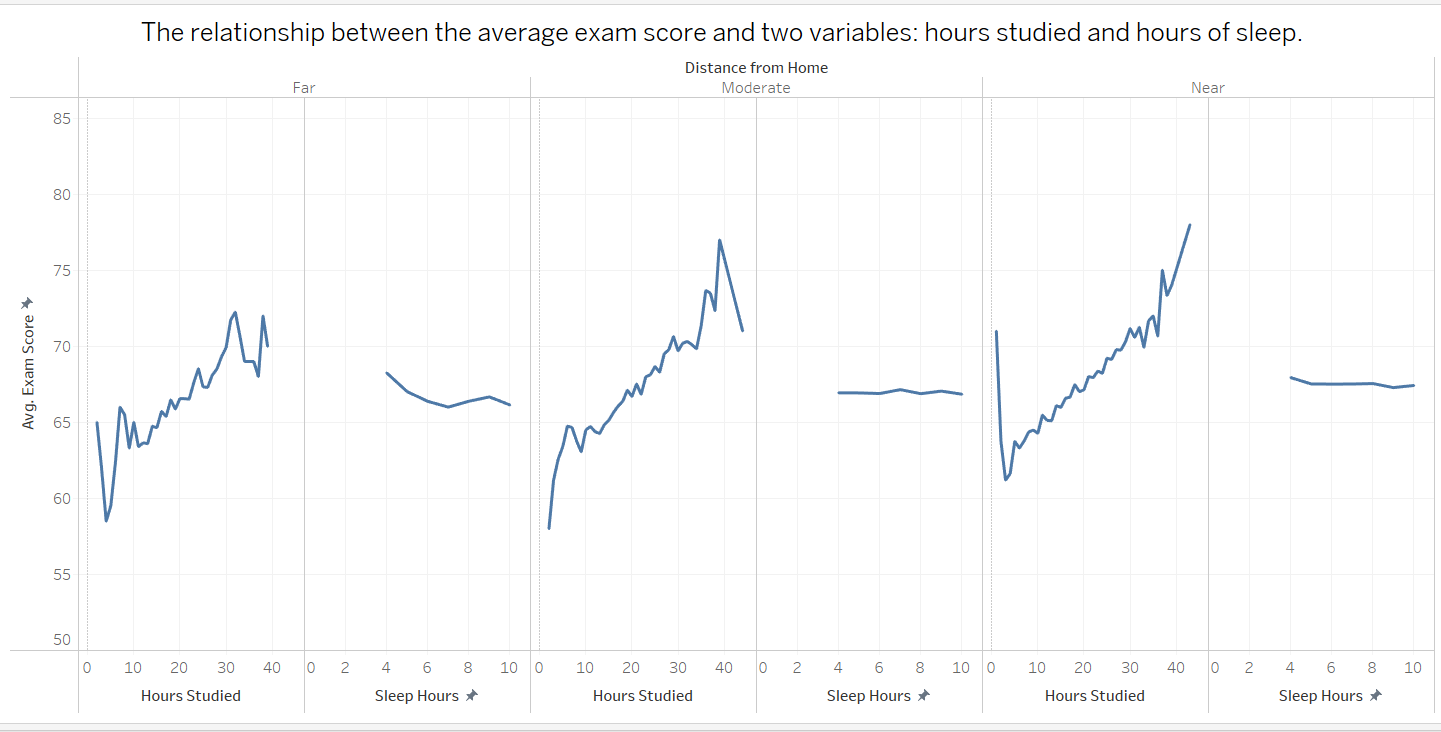 The relationship between the average exam score and two variables: hours studied and hours of sleep.
Distance from Home
Far Moderate Near
Avg. Exam Score
85
80
75
70
65
60
55
50
0 10 20 30 40 0 2 4 6 8 10 0 10 20 30 40 0 2 4 6 8 10 0 10 20 30 40 0 2 4 6 8 10
Hours Studied Sleep Hours Hours Studied Sleep Hours Hours Studied Sleep Hours